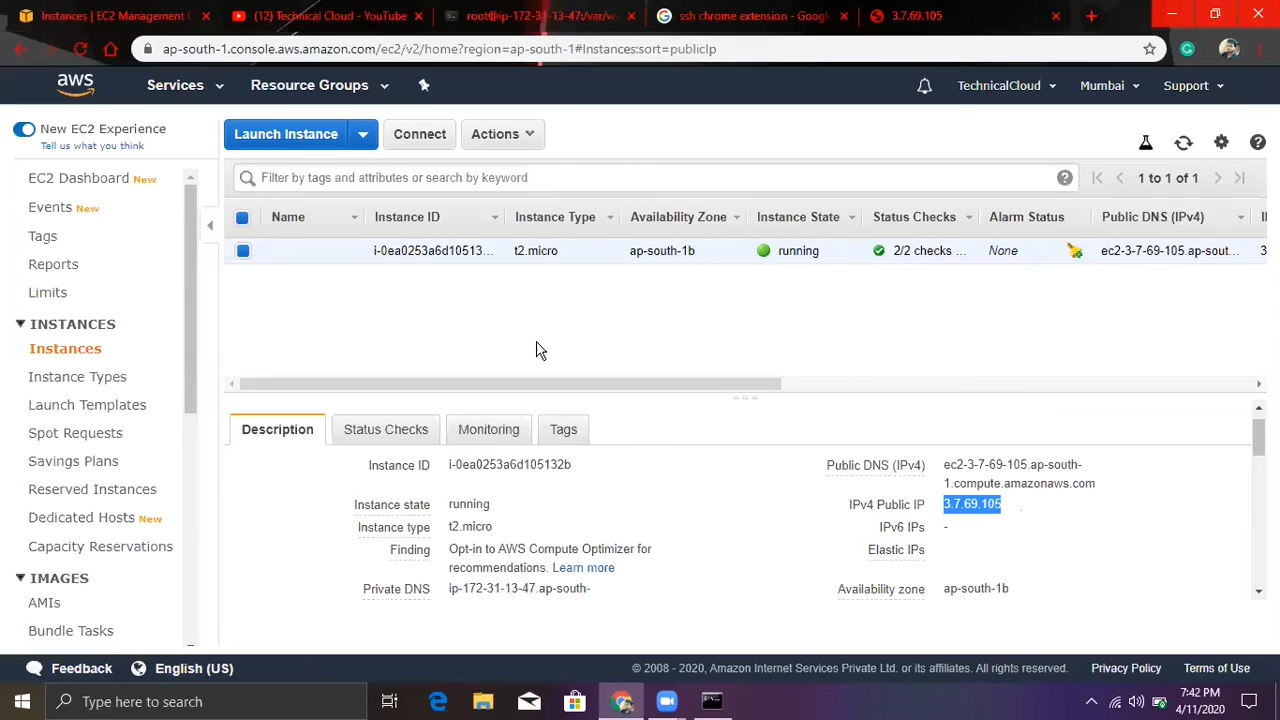 Instances | EC2 Management C
(12) Technical Cloud - YouTube
root@ip-172-31-13-47:/var/w
ssh chrome extension - Googl
3.7.69.105
ap-south-1.console.aws.amazon.com/ec2/v2/home?region=ap-south-1#Instances:sort=publicIp
aws
Services
Resource Groups
TechnicalCloud
Mumbai
Support
New EC2 Experience
Tell us what you think
EC2 Dashboard New
Events New
Tags
Reports
Limits
INSTANCES
Instances
Instance Types
Launch Templates
Spot Requests
Savings Plans
Reserved Instances
Dedicated Hosts New
Capacity Reservations
IMAGES
AMIs
Bundle Tasks
Launch Instance
Connect
Actions
Filter by tags and attributes or search by keyword
1 to 1 of 1
Name
Instance ID
Instance Type
Availability Zone
Instance State
Status Checks
Alarm Status
Public DNS (IPv4)
i-0ea0253a6d10513...
t2.micro
ap-south-1b
running
2/2 checks ...
None
ec2-3-7-69-105.ap-sout...
3
Description
Status Checks
Monitoring
Tags
Instance ID
i-0ea0253a6d105132b
Instance state
running
Instance type
t2.micro
Finding
Opt-in to AWS Compute Optimizer for
recommendations. Learn more
Private DNS
ip-172-31-13-47.ap-south-
Public DNS (IPv4)
ec2-3-7-69-105.ap-south-
1.compute.amazonaws.com
IPv4 Public IP
3.7.69.105
IPv6 IPs
-
Elastic IPs
Availability zone
ap-south-1b
Feedback
English (US)
© 2008 - 2020, Amazon Internet Services Private Ltd. or its affiliates. All rights reserved.
Privacy Policy
Terms of Use
Type here to search
7:42 PM
4/11/2020